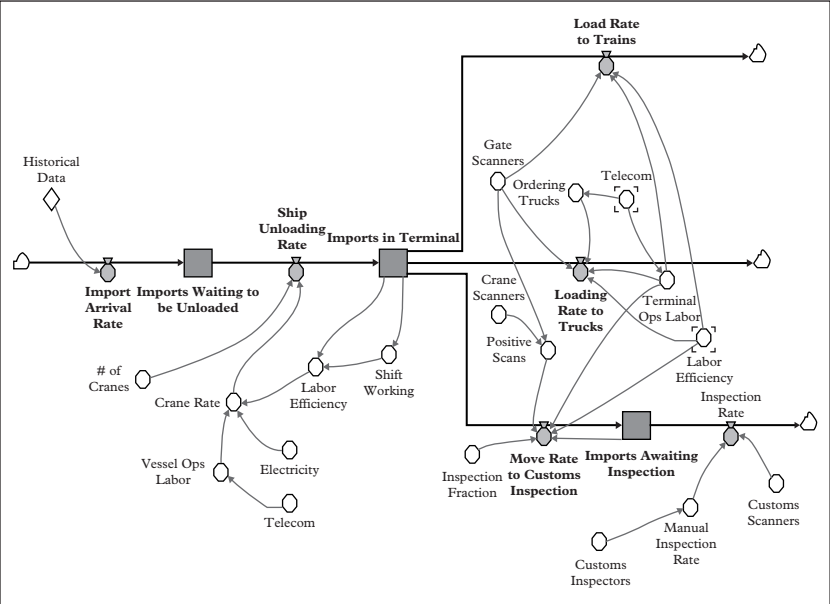 Load Rate
to Trains
Gate
Scanners
Historical
Data
Ordering
Trucks
Telecom
Ship
Unloading
Rate
Imports in Terminal
Import
Arrival
Rate
Imports Waiting to
be Unloaded
Crane
Scanners
Loading
Rate to
Trucks
Terminal
Ops Labor
Positive
Scans
# of
Cranes
Labor
Efficiency
Shift
Working
Labor
Efficiency
Crane Rate
Inspection
Rate
Vessel Ops
Labor
Electricity
Inspection
Fraction
Move Rate
to Customs
Inspection
Imports Awaiting
Inspection
Telecom
Customs
Scanners
Manual
Inspection
Rate
Customs
Inspectors